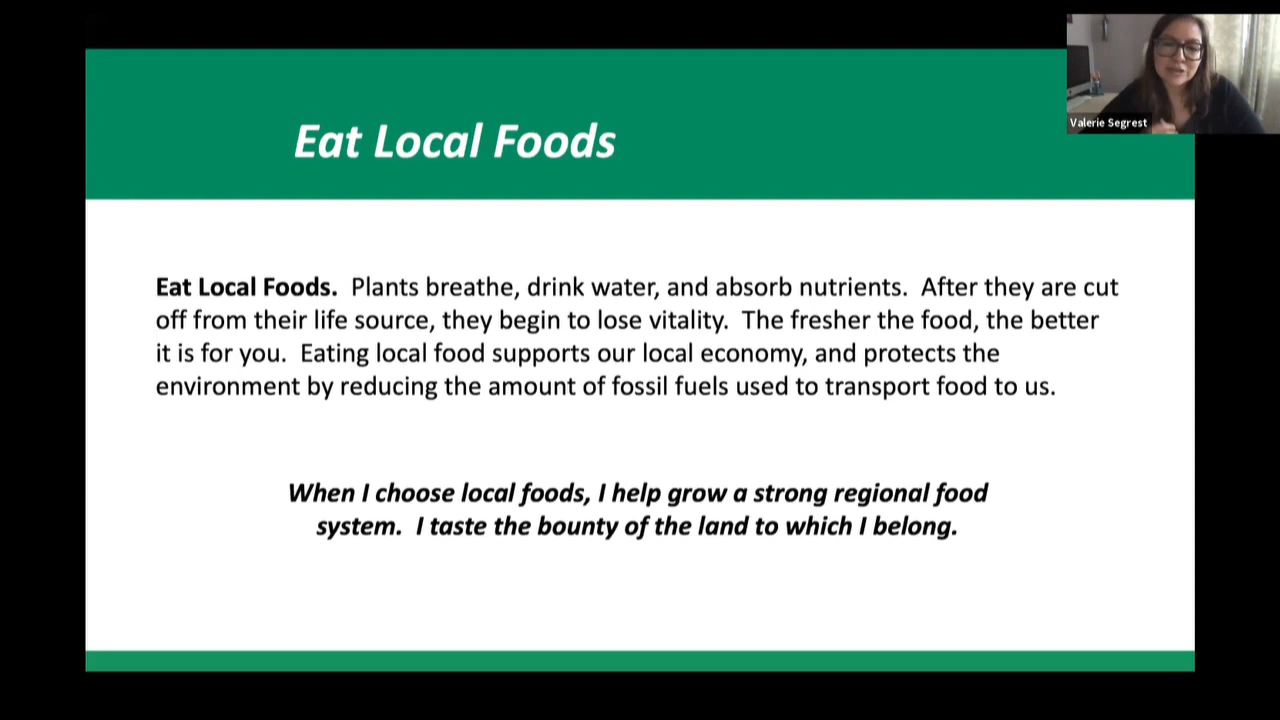 Valerie Segrest
Eat Local Foods
Eat Local Foods.  Plants breathe, drink water, and absorb nutrients.  After they are cut
off from their life source, they begin to lose vitality.  The fresher the food, the better
it is for you.  Eating local food supports our local economy, and protects the
environment by reducing the amount of fossil fuels used to transport food to us.
When I choose local foods, I help grow a strong regional food
system.  I taste the bounty of the land to which I belong.